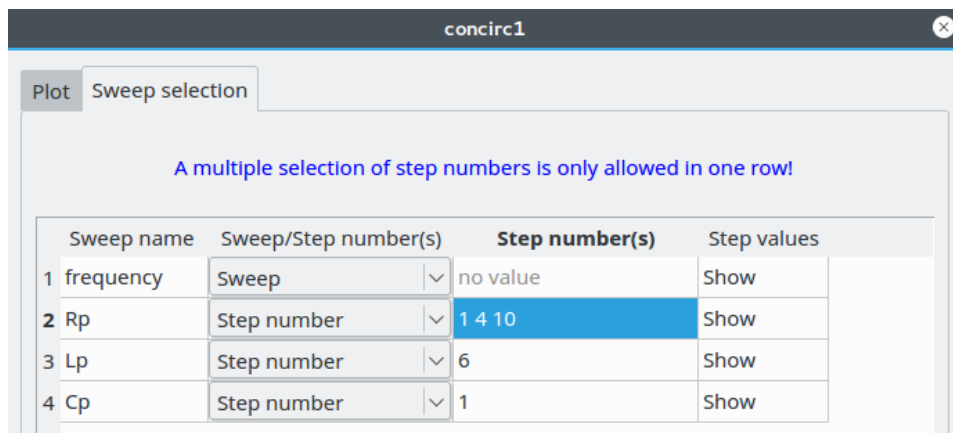 concirc1
Plot Sweep selection
A multiple selection of step numbers is only allowed in one row!
Sweep name Sweep/Step number(s) Step number(s) Step values
1 frequency Sweep no value Show
2 Rp Step number 1 4 10 Show
3 Lp Step number 6 Show
4 Cp Step number 1 Show